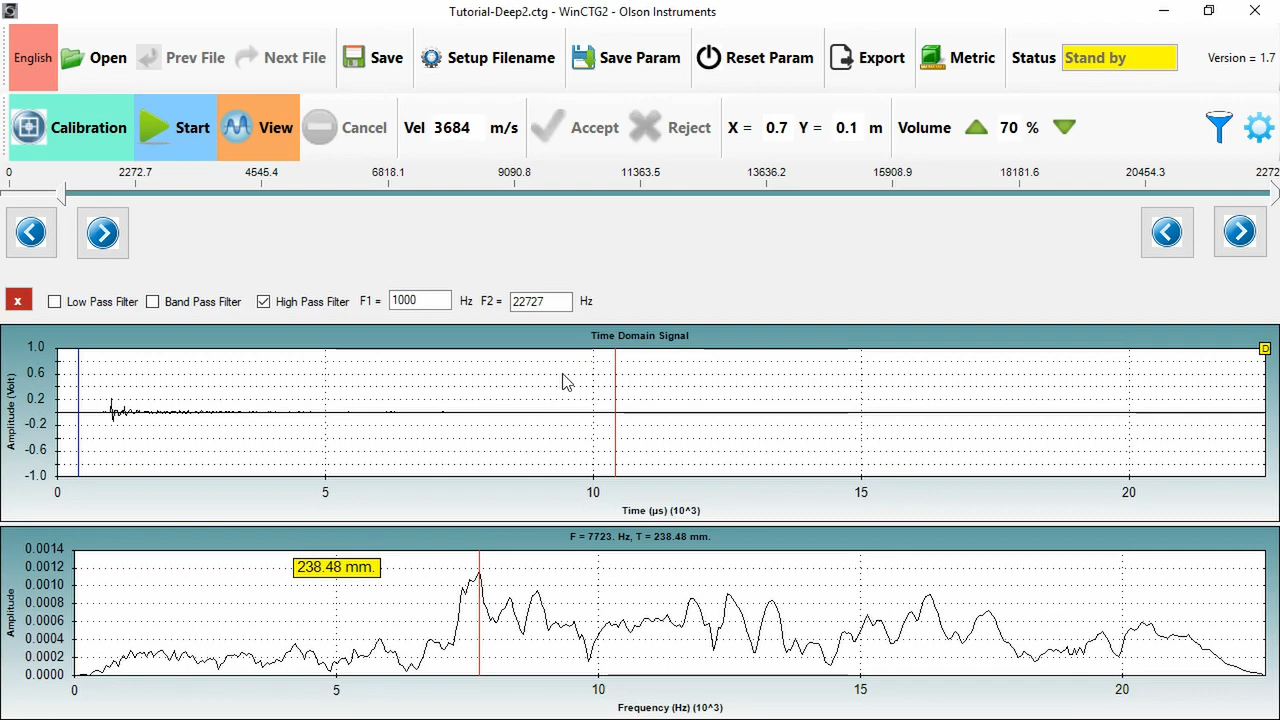 Tutorial-Deep2.ctg - WinCTG2 - Olson Instruments
English Open Prev File Next File Save Setup Filename Save Param Reset Param Export Metric Status Stand by Version = 1.7
Calibration Start View Cancel Vel 3684 m/s Accept Reject X = 0.7 Y = 0.1 m Volume 70 %
0 2272.7 4545.4 6818.1 9090.8 11363.5 13636.2 15908.9 18181.6 20454.3 2272
x Low Pass Filter Band Pass Filter High Pass Filter F1 = 1000 Hz F2 = 22727 Hz
Time Domain Signal
D
1.0
0.6
0.2
-0.2
-0.6
-1.0
Amplitude (Volt)
0 5 10 15 20
Time (µs) (10^3)
F = 7723. Hz, T = 238.48 mm.
238.48 mm.
0.0014
0.0012
0.0010
0.0008
0.0006
0.0004
0.0002
0.0000
Amplitude
0 5 10 15 20
Frequency (Hz) (10^3)